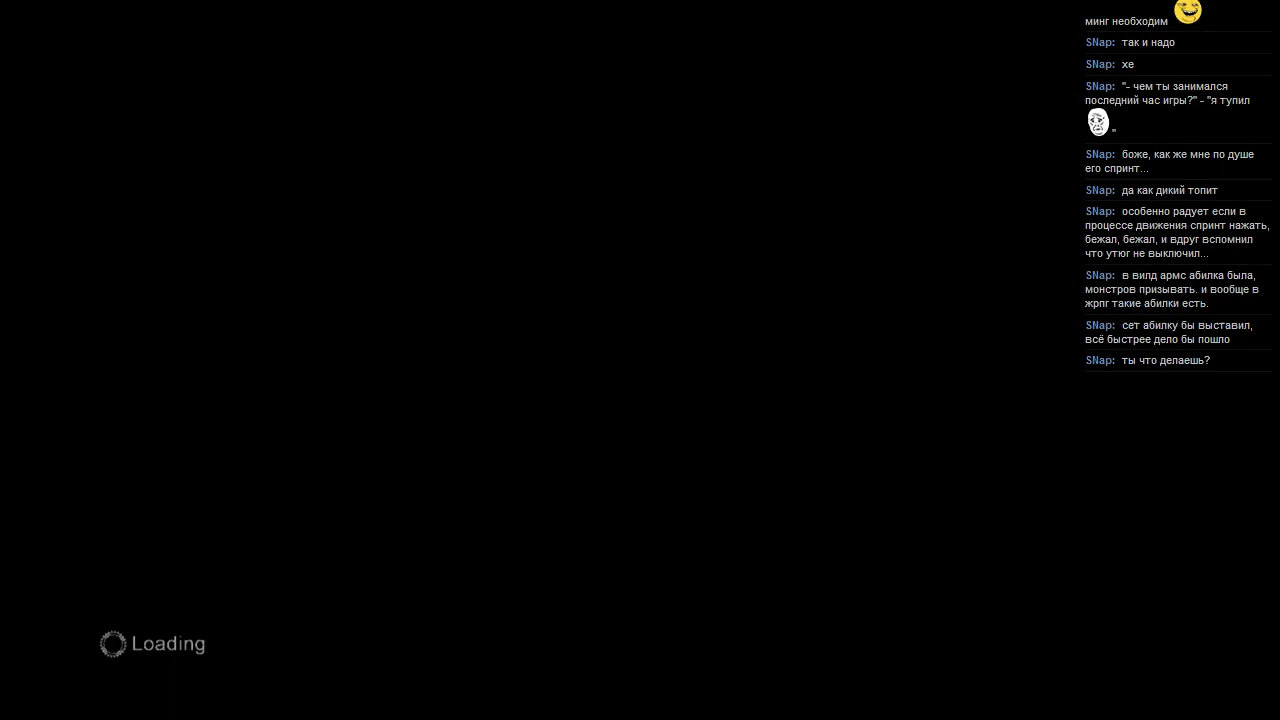 минг необходим
SNap: так и надо
SNap: хе
SNap: "- чем ты занимался
последний час игры?" - "я тупил
"
SNap: боже, как же мне по душе
его спринт...
SNap: да как дикий топит
SNap: особенно радует если в
процессе движения спринт нажать,
бежал, бежал, и вдруг вспомнил
что утюг не выключил...
SNap: в вилд армс абилка была,
монстров призывать. и вообще в
жрпг такие абилки есть.
SNap: сет абилку бы выставил,
всё быстрее дело бы пошло
SNap: ты что делаешь?
Loading